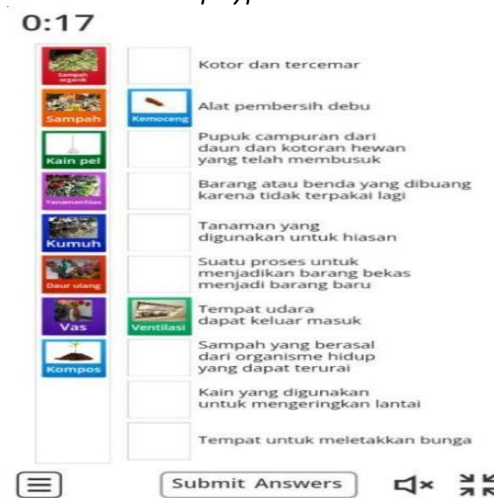 0:17
Sampah
organik
Kotor dan tercemar
Sampah
Kemoceng
Alat pembersih debu
Kain pel
Pupuk campuran dari
daun dan kotoran hewan
yang telah membusuk
Tanaman hias
Barang atau benda yang dibuang
karena tidak terpakai lagi
Kumuh
Tanaman yang
digunakan untuk hiasan
Daur ulang
Suatu proses untuk
menjadikan barang bekas
menjadi barang baru
Vas
Ventilasi
Tempat udara
dapat keluar masuk
Kompos
Sampah yang berasal
dari organisme hidup
yang dapat terurai
Kain yang digunakan
untuk mengeringkan lantai
Tempat untuk meletakkan bunga
Submit Answers